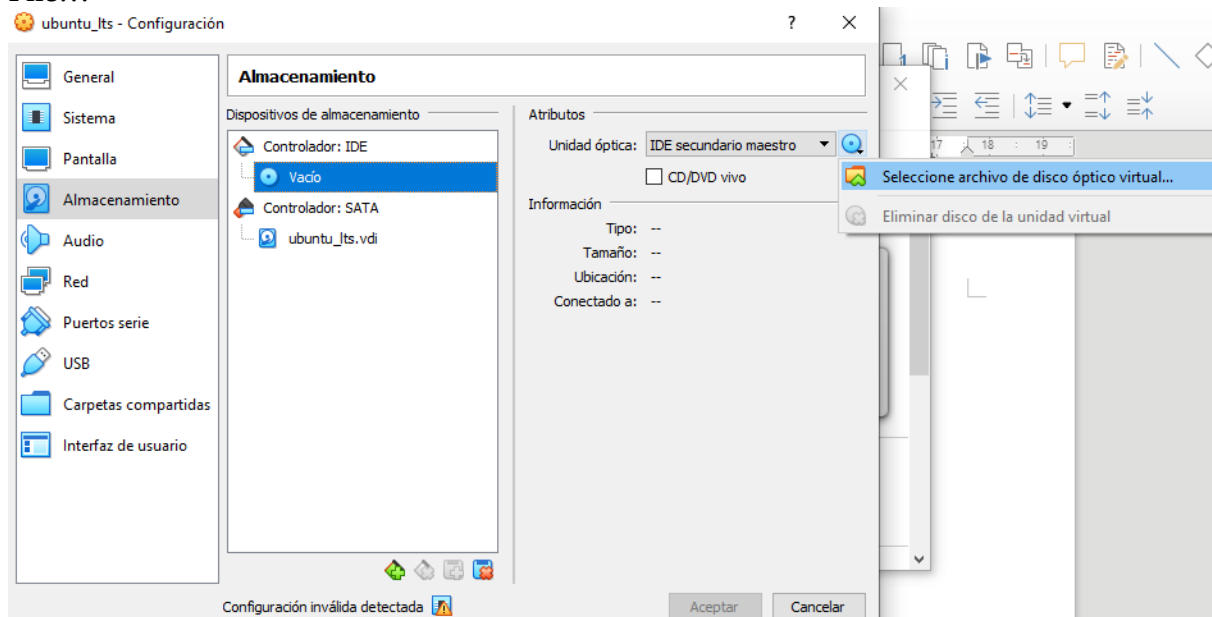 ubuntu_lts - Configuración
?
General
Sistema
Pantalla
Almacenamiento
Audio
Red
Puertos serie
USB
Carpetas compartidas
Interfaz de usuario
Almacenamiento
Dispositivos de almacenamiento
Controlador: IDE
Vacío
Controlador: SATA
ubuntu_lts.vdi
Atributos
Unidad óptica: IDE secundario maestro
CD/DVD vivo
Información
Tipo: --
Tamaño: --
Ubicación: --
Conectado a: --
Seleccione archivo de disco óptico virtual...
Eliminar disco de la unidad virtual
17 18 19
Configuración inválida detectada
Aceptar Cancelar